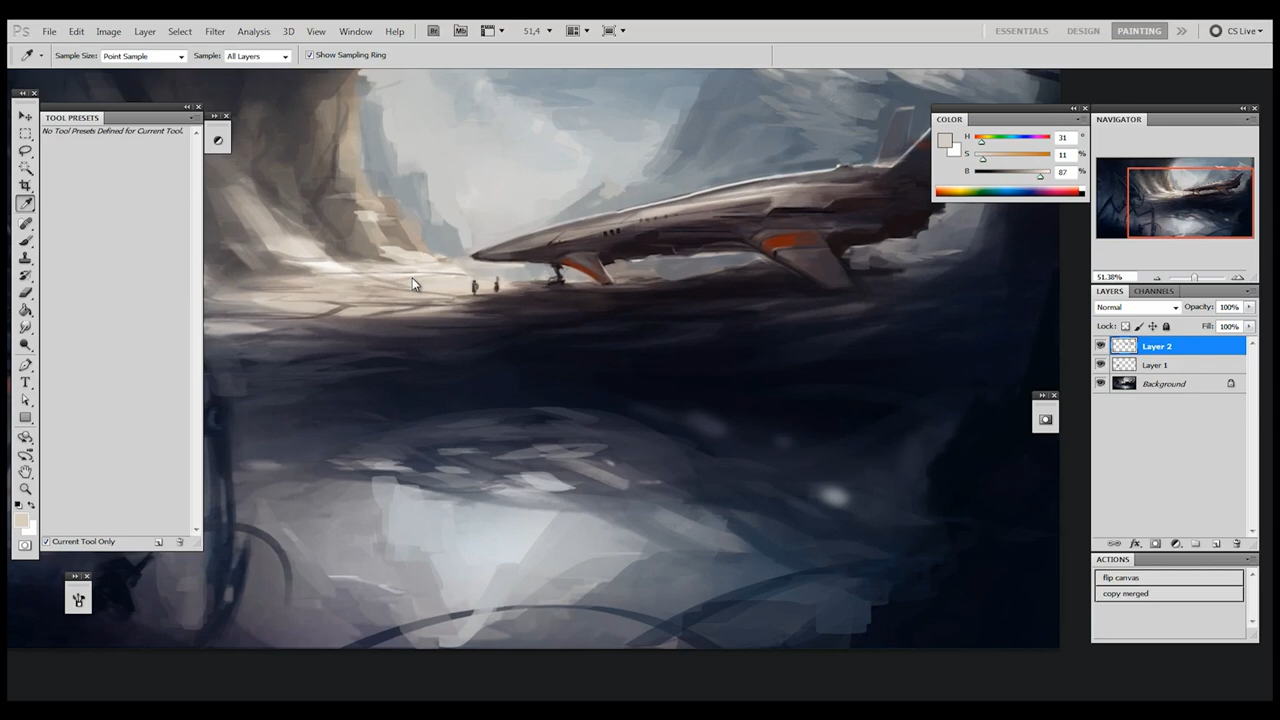 Ps File Edit Image Layer Select Filter Analysis 3D View Window Help Br Mb 51,4 ESSENTIALS DESIGN PAINTING CS Live
Sample Size: Point Sample Sample: All Layers Show Sampling Ring
TOOL PRESETS
No Tool Presets Defined for Current Tool.
Current Tool Only
COLOR
H 31 °
S 11 %
B 87 %
NAVIGATOR
51.38%
LAYERS CHANNELS
Normal Opacity: 100%
Lock: Fill: 100%
Layer 2
Layer 1
Background
fx
ACTIONS
flip canvas
copy merged